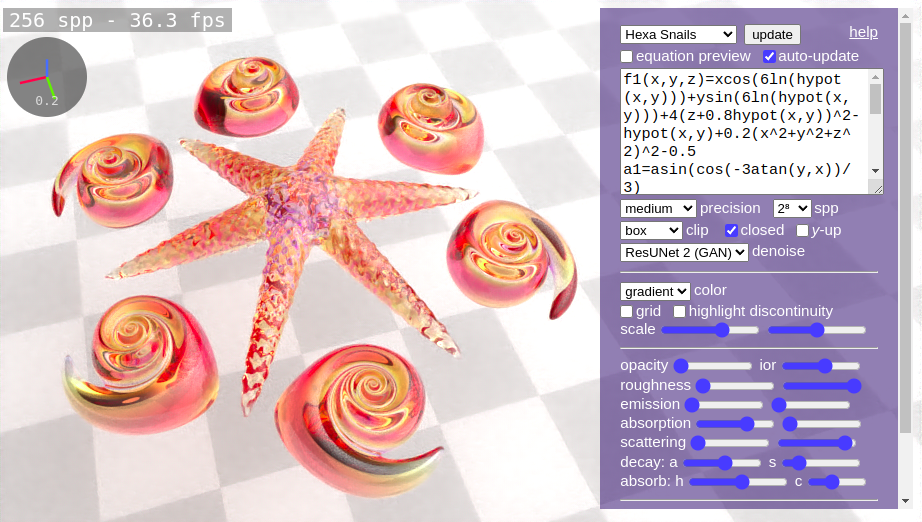 256 spp - 36.3 fps
0.2
Hexa Snails
update
help
equation preview
auto-update
f1(x,y,z)=xcos(6ln(hypot
(x,y)))+ysin(6ln(hypot(x,
y)))+4(z+0.8hypot(x,y))^2-
hypot(x,y)+0.2(x^2+y^2+z^
2)^2-0.5
a1=asin(cos(-3atan(y,x))/
3)
medium precision 2⁸ spp
box clip closed y-up
ResUNet 2 (GAN) denoise
gradient color
grid highlight discontinuity
scale
opacity ior
roughness
emission
absorption
scattering
decay: a s
absorb: h c